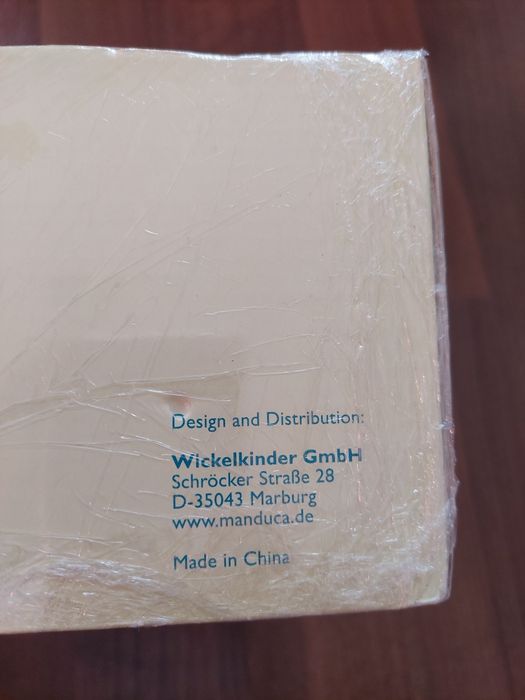 Design and Distribution:
Wickelkinder GmbH
Schröcker Straße 28
D-35043 Marburg
www.manduca.de
Made in China